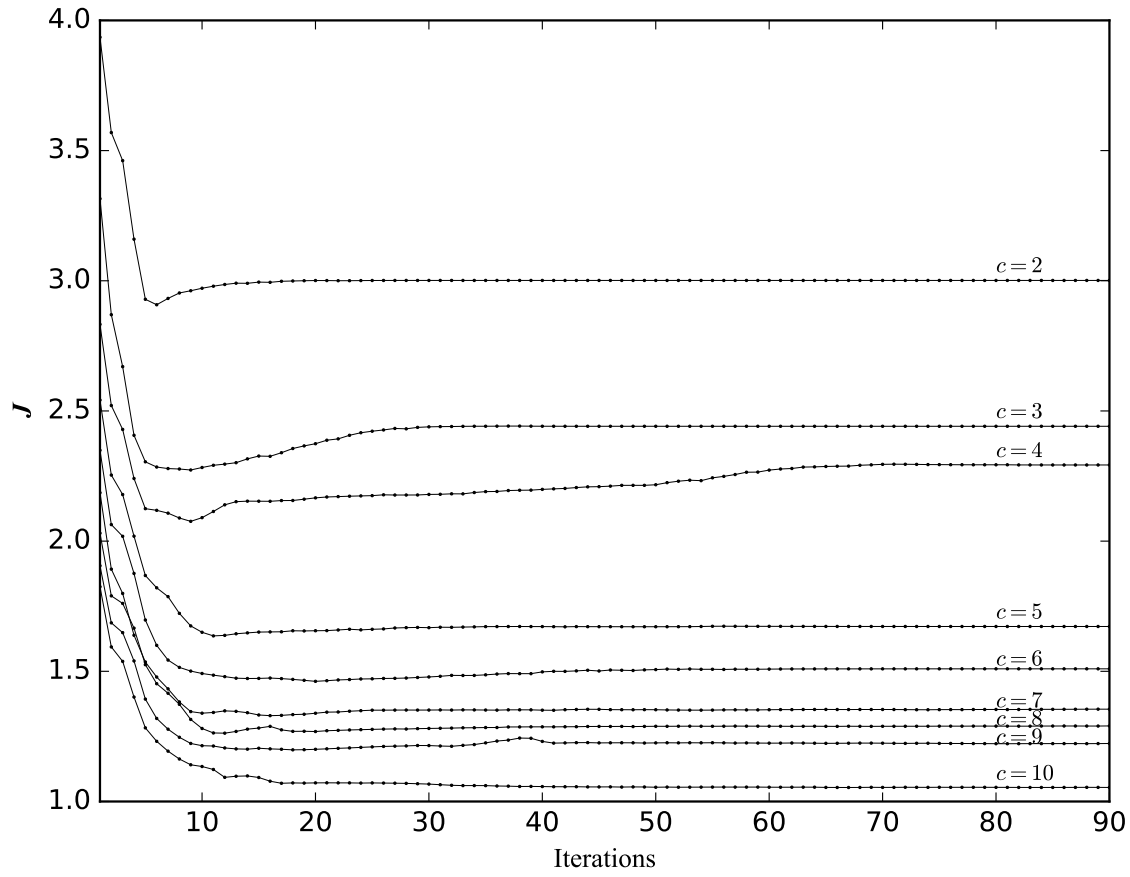 4.0
3.5
3.0
2.5
2.0
1.5
1.0
J
c = 2
c = 3
c = 4
c = 5
c = 6
c = 7
c = 8
c = 9
c = 10
10 20 30 40 50 60 70 80 90
Iterations